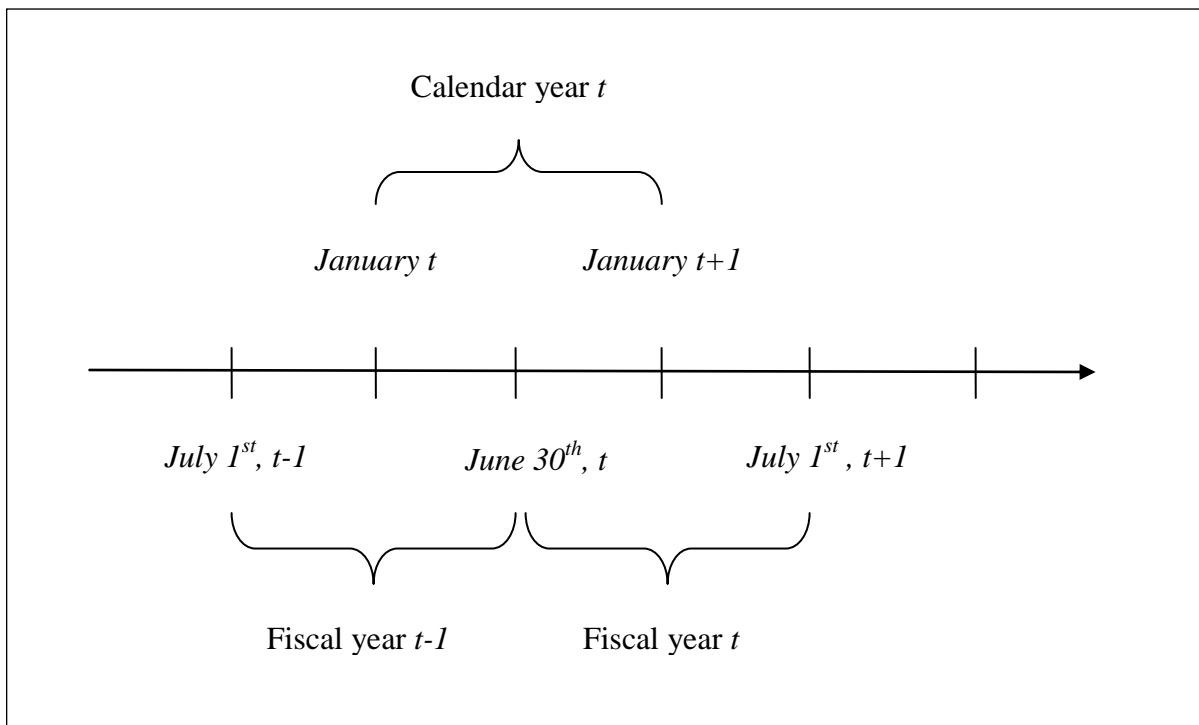 Calendar year t
January t January t+1
July 1st, t-1 June 30th, t July 1st , t+1
Fiscal year t-1 Fiscal year t